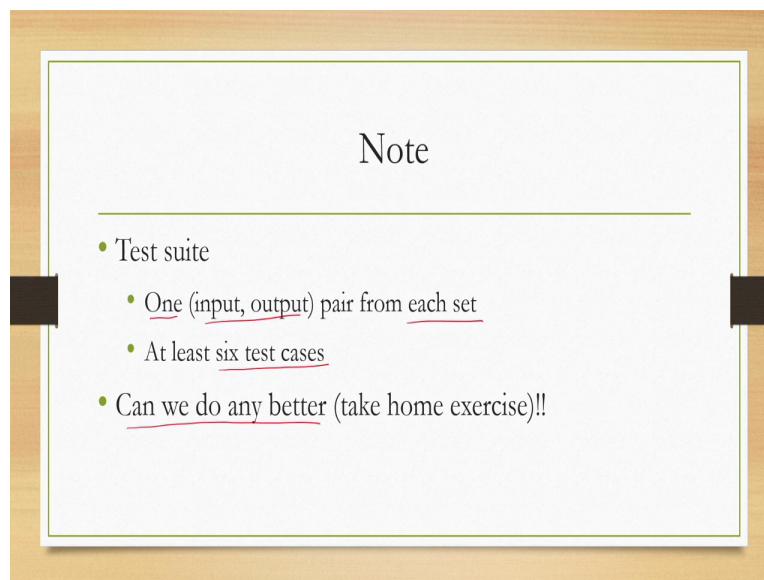 Note
Test suite
One (input, output) pair from each set
At least six test cases
Can we do any better (take home exercise)!!